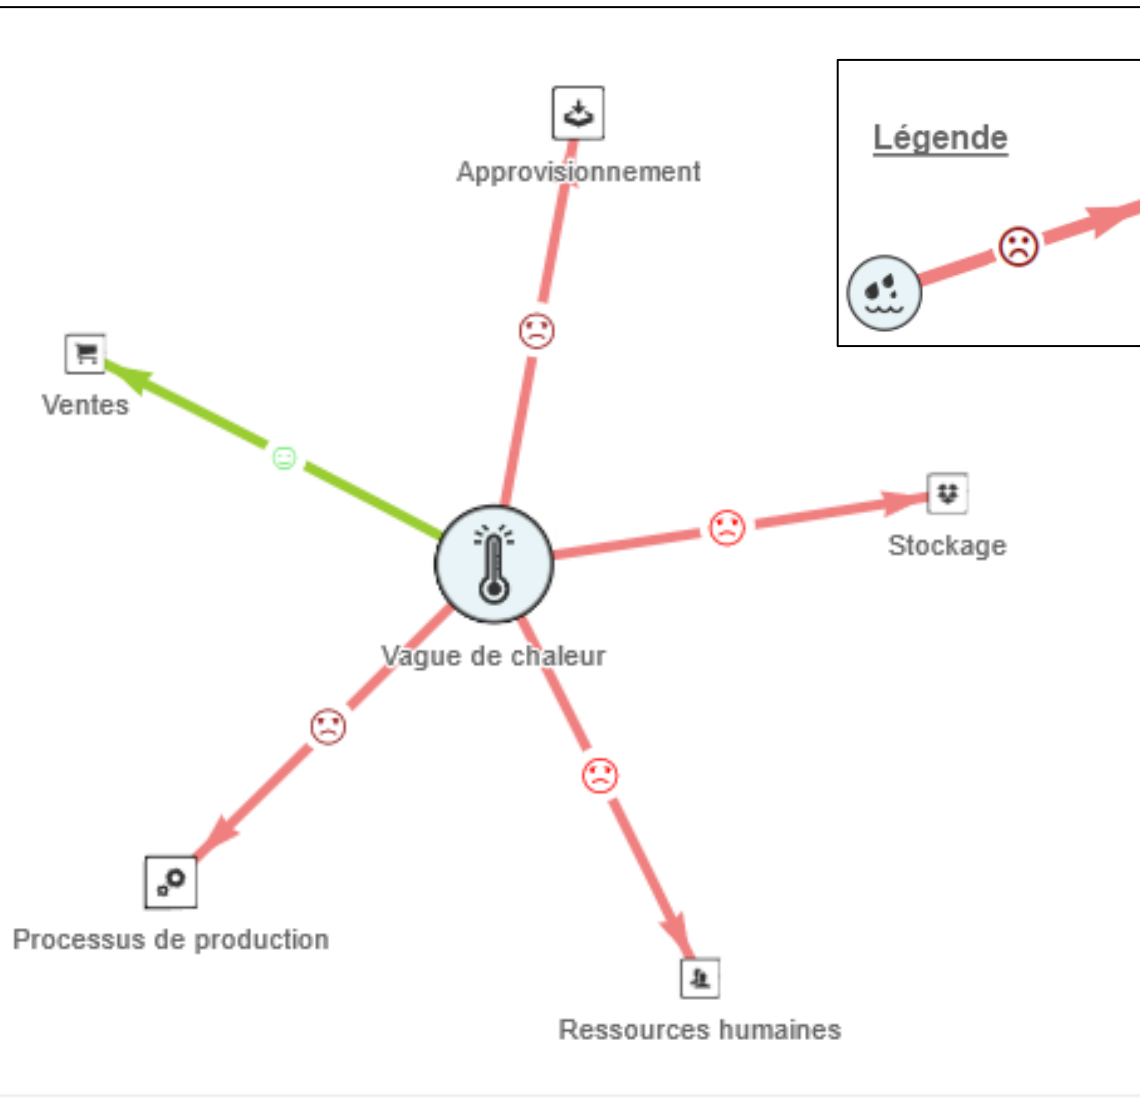 Légende
Approvisionnement
Ventes
Stockage
Vague de chaleur
Processus de production
Ressources humaines